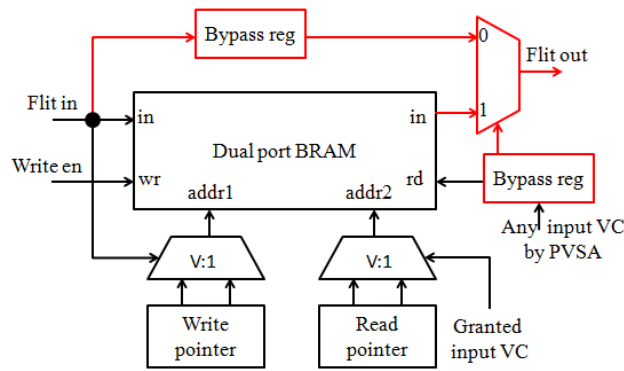 Bypass reg
0
Flit out
Flit in
in
in
1
Dual port BRAM
Write en
wr
rd
Bypass reg
addr1
addr2
Any input VC
by PVSA
V:1
V:1
Write
pointer
Read
pointer
Granted
input VC